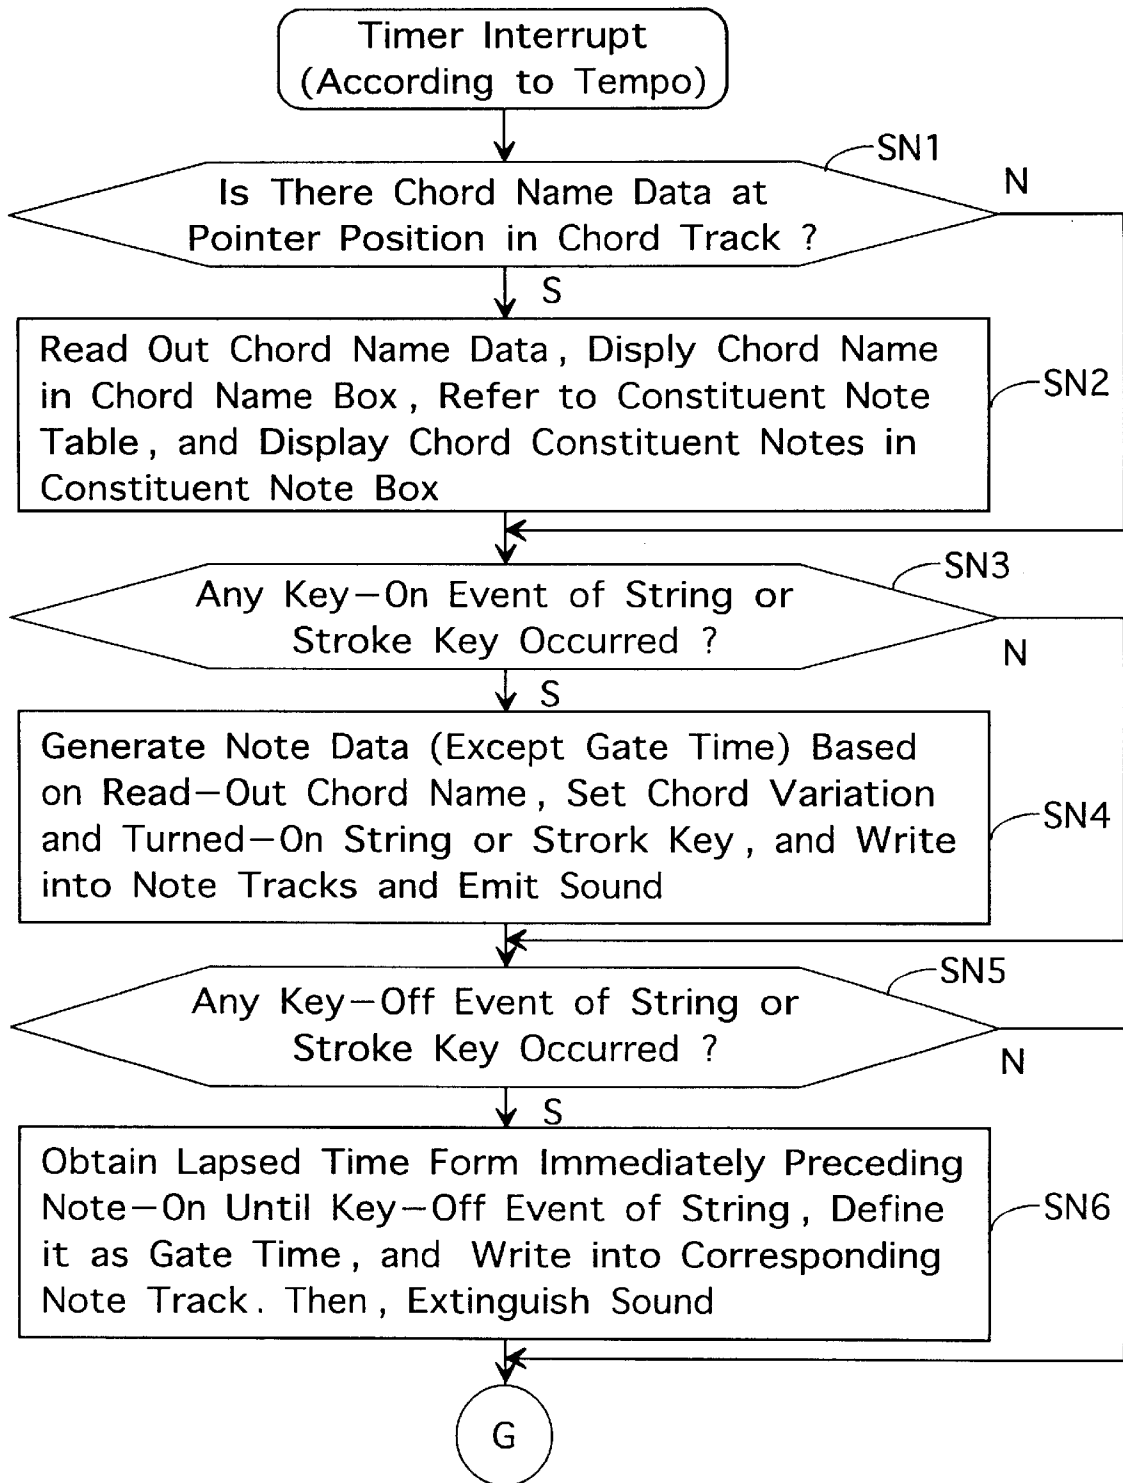 Timer Interrupt
(According to Tempo)
SN1
Is There Chord Name Data at
Pointer Position in Chord Track ?
N
S
Read Out Chord Name Data, Disply Chord Name
in Chord Name Box, Refer to Constituent Note
Table, and Display Chord Constituent Notes in
Constituent Note Box
SN2
SN3
Any Key-On Event of String or
Stroke Key Occurred ?
N
S
Generate Note Data (Except Gate Time) Based
on Read-Out Chord Name, Set Chord Variation
and Turned-On String or Strork Key, and Write
into Note Tracks and Emit Sound
SN4
SN5
Any Key-Off Event of String or
Stroke Key Occurred ?
N
S
Obtain Lapsed Time Form Immediately Preceding
Note-On Until Key-Off Event of String, Define
it as Gate Time, and Write into Corresponding
Note Track. Then, Extinguish Sound
SN6
G